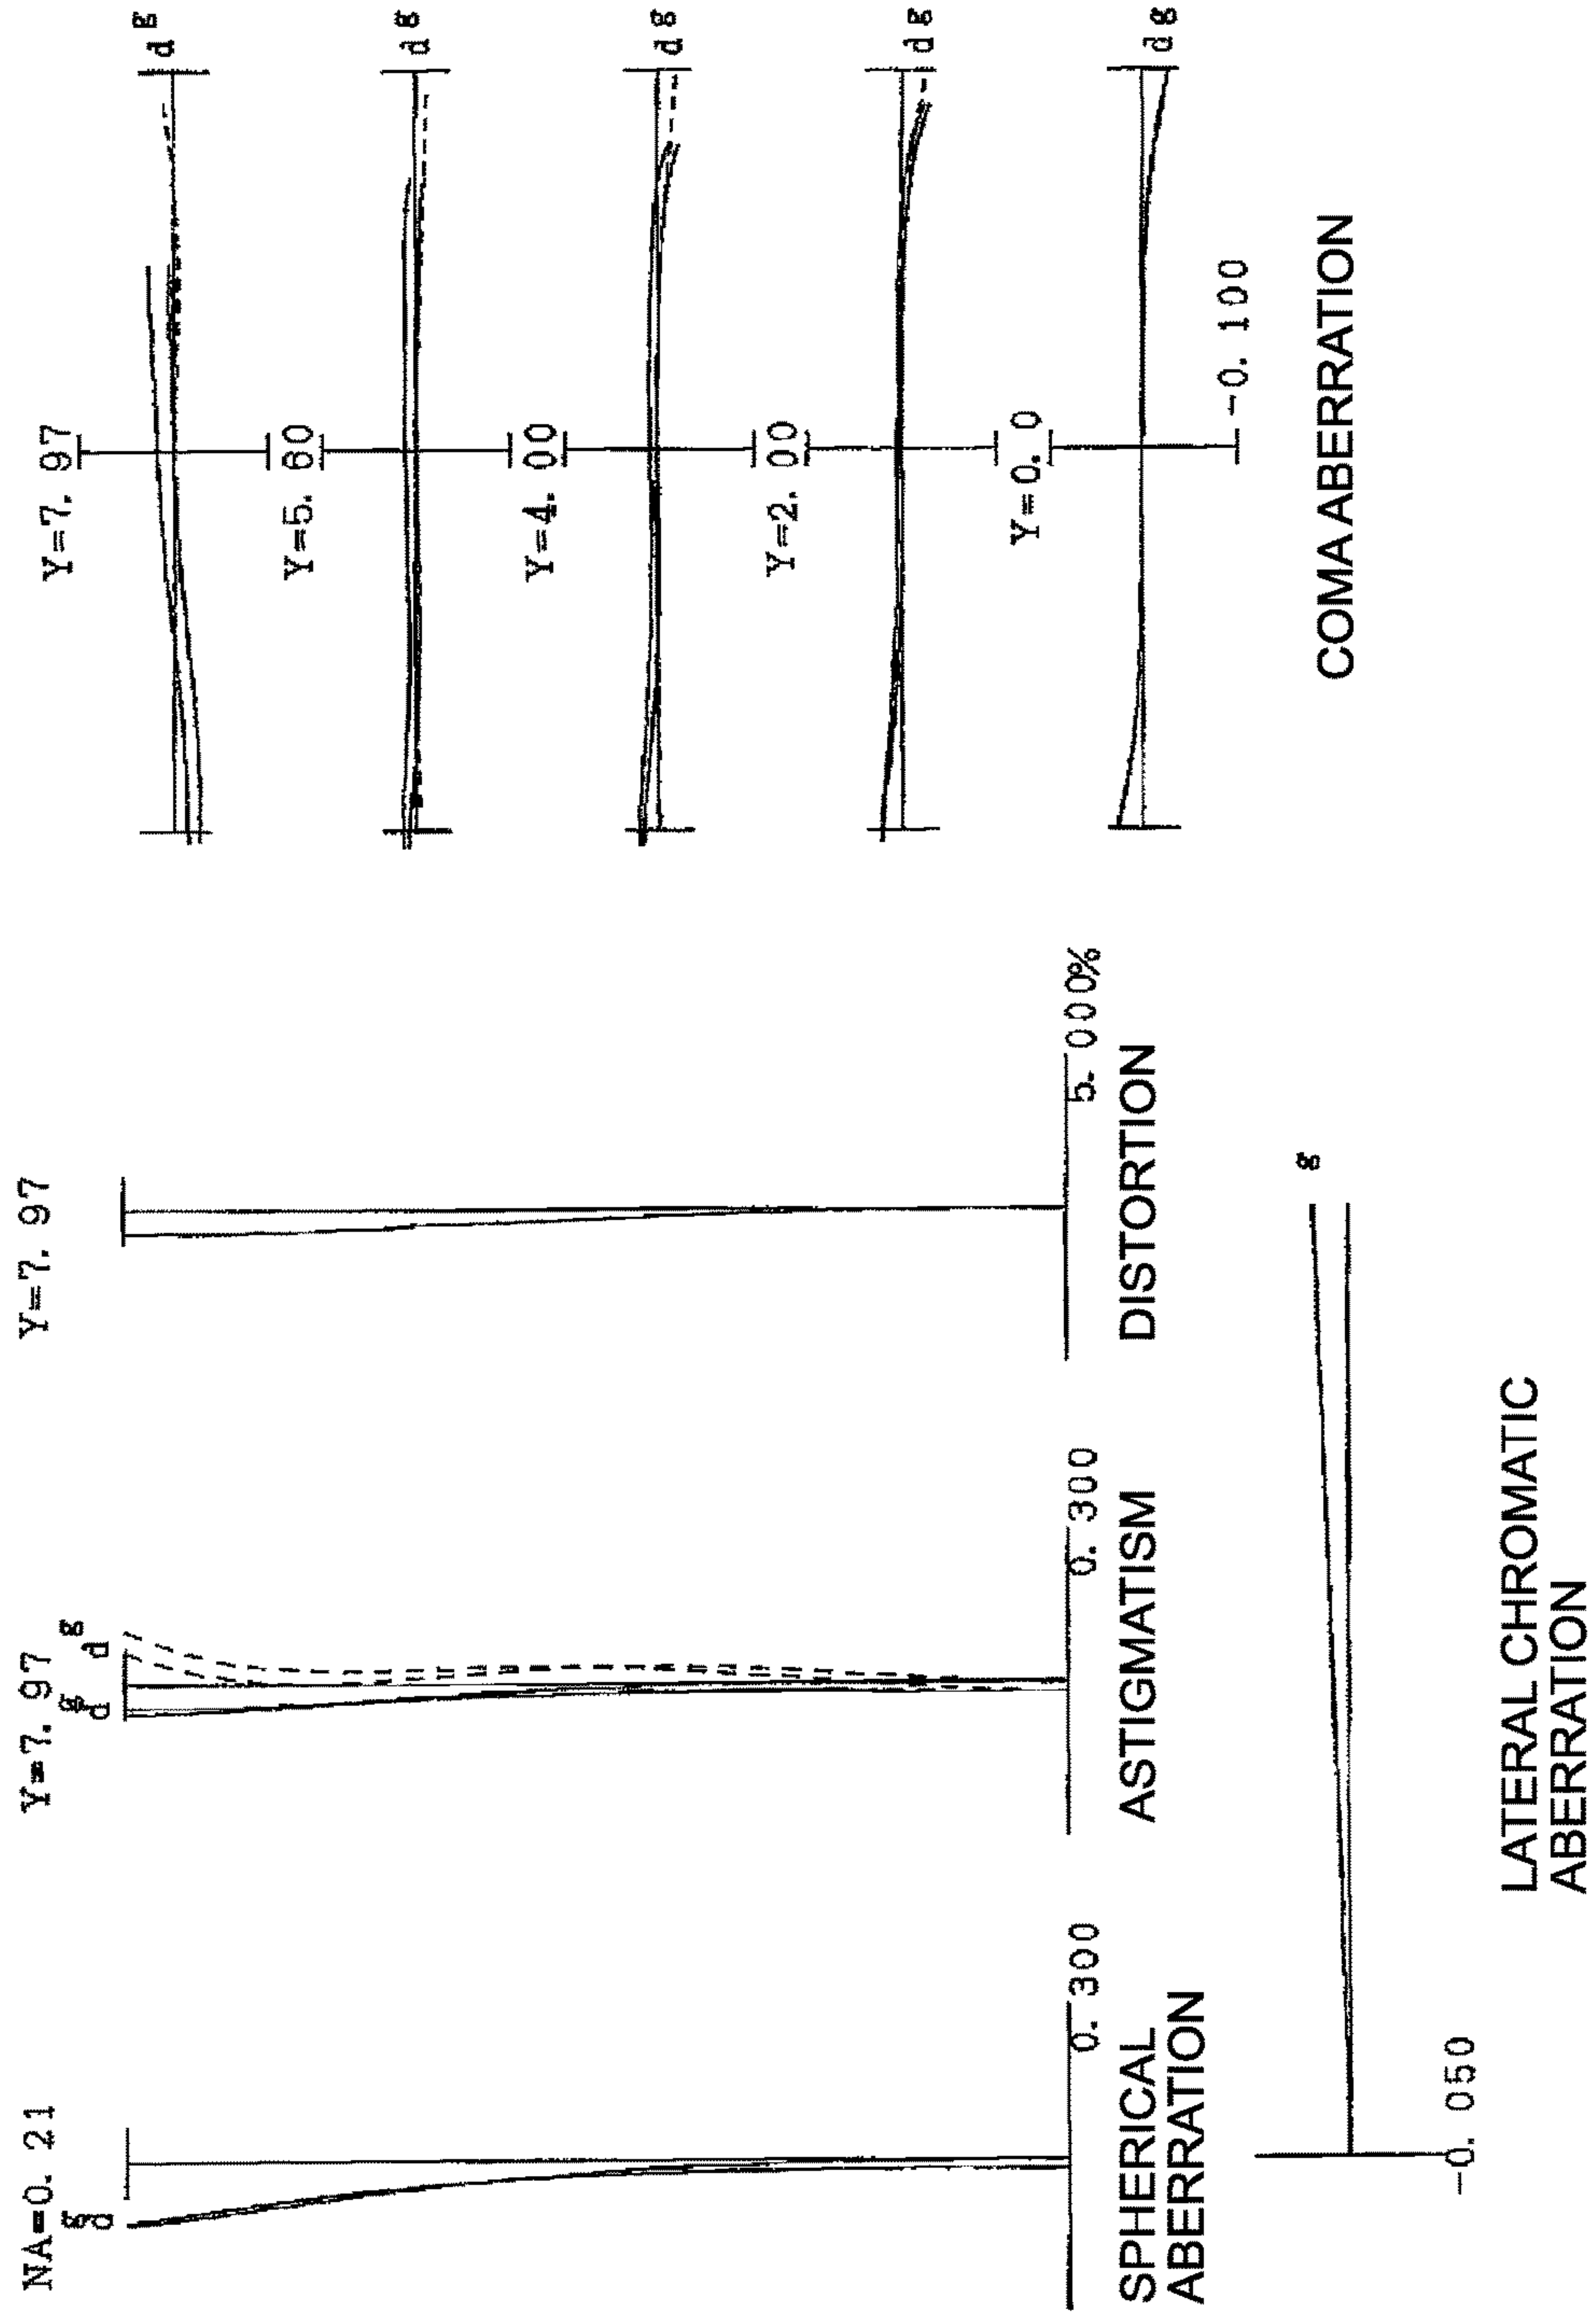 NA=0. 21
g
d
0. 300
SPHERICAL
ABERRATION
Y=7. 97
g
d
d
g
0. 300
ASTIGMATISM
Y=7. 97
5. 000%
DISTORTION
g
-0. 050
LATERAL CHROMATIC
ABERRATION
Y=7. 97
d g
Y=5. 60
d g
Y=4. 00
d g
Y=2. 00
d g
Y=0. 0
d g
-0. 100
COMA ABERRATION